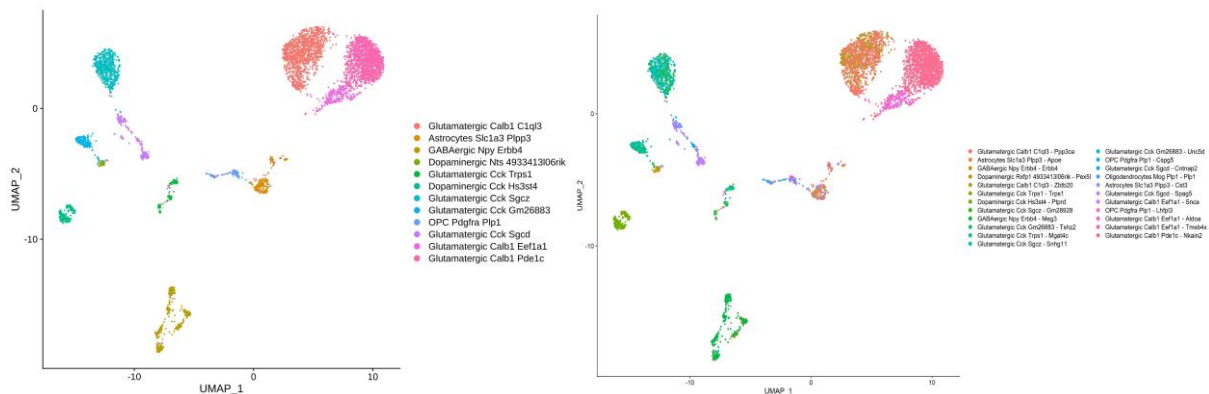 0
-10
UMAP_2
-10
0
10
UMAP_1
Glutamatergic Calb1 C1ql3
Astrocytes Slc1a3 Plpp3
GABAergic Npy Erbb4
Dopaminergic Nts 4933413l06rik
Glutamatergic Cck Trps1
Dopaminergic Cck Hs3st4
Glutamatergic Cck Sgcz
Glutamatergic Cck Gm26883
OPC Pdgfra Plp1
Glutamatergic Cck Sgcd
Glutamatergic Calb1 Eef1a1
Glutamatergic Calb1 Pde1c
0
-10
UMAP_2
-10
0
10
UMAP_1
Glutamatergic Calb1 C1ql3 - Ppp3ca
Astrocytes Slc1a3 Plpp3 - Apoe
GABAergic Npy Erbb4 - Erbb4
Dopaminergic Rxfp1 4933413l06rik - Pex5l
Glutamatergic Calb1 C1ql3 - Zbtb20
Glutamatergic Cck Trps1 - Trps1
Dopaminergic Cck Hs3st4 - Ptprd
Glutamatergic Cck Sgcz - Gm28928
GABAergic Npy Erbb4 - Meg3
Glutamatergic Cck Gm26883 - Tshz2
Glutamatergic Cck Trps1 - Mgat4c
Glutamatergic Cck Sgcz - Snhg11
Glutamatergic Cck Gm26883 - Unc5d
OPC Pdgfra Plp1 - Cspg5
Glutamatergic Cck Sgcd - Cntnap2
Oligodendrocytes Mog Plp1 - Plp1
Astrocytes Slc1a3 Plpp3 - Cst3
Glutamatergic Cck Sgcd - Spag5
Glutamatergic Calb1 Eef1a1 - Snca
OPC Pdgfra Plp1 - Lhfpl3
Glutamatergic Calb1 Eef1a1 - Aldoa
Glutamatergic Calb1 Eef1a1 - Tmsb4x
Glutamatergic Calb1 Pde1c - Nkain2